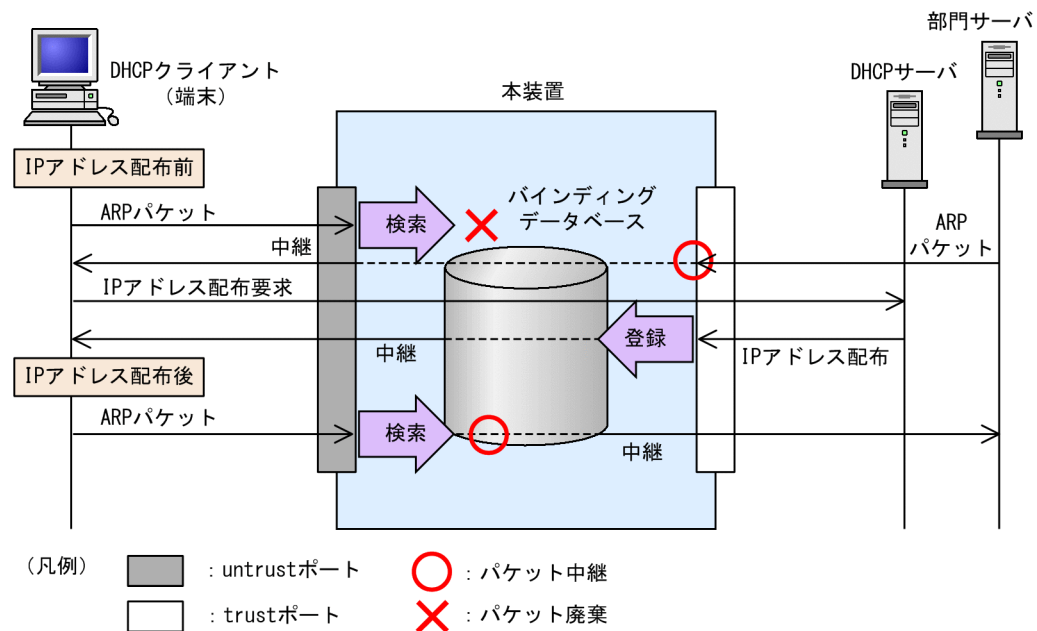 部門サーバ
DHCPクライアント
（端末）
本装置
DHCPサーバ
IPアドレス配布前
ARPパケット
検索
バインディング
データベース
ARP
パケット
中継
IPアドレス配布要求
登録
中継
IPアドレス配布
IPアドレス配布後
ARPパケット
検索
中継
（凡例）
：untrustポート
：パケット中継
：trustポート
：パケット廃棄